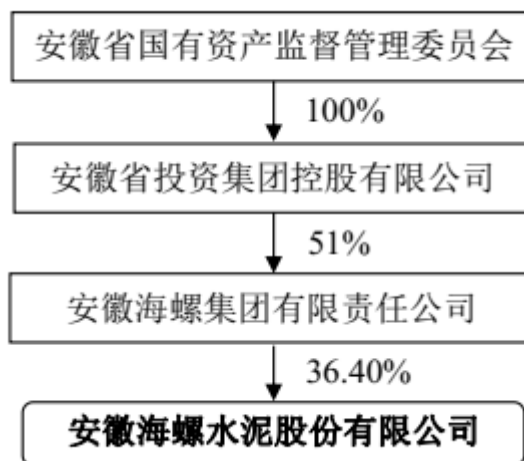 安徽省国有资产监督管理委员会
100%
安徽省投资集团控股有限公司
51%
安徽海螺集团有限责任公司
36.40%
安徽海螺水泥股份有限公司